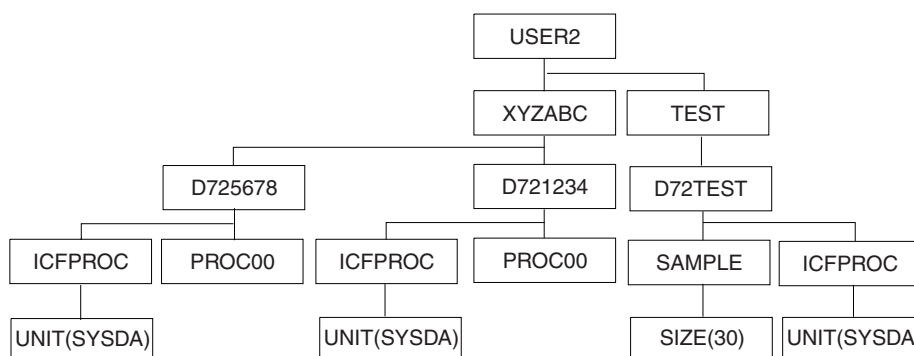 USER2
XYZABC TEST
D725678 D721234 D72TEST
ICFPROC PROC00 ICFPROC PROC00 SAMPLE ICFPROC
UNIT(SYSDA) UNIT(SYSDA) SIZE(30) UNIT(SYSDA)